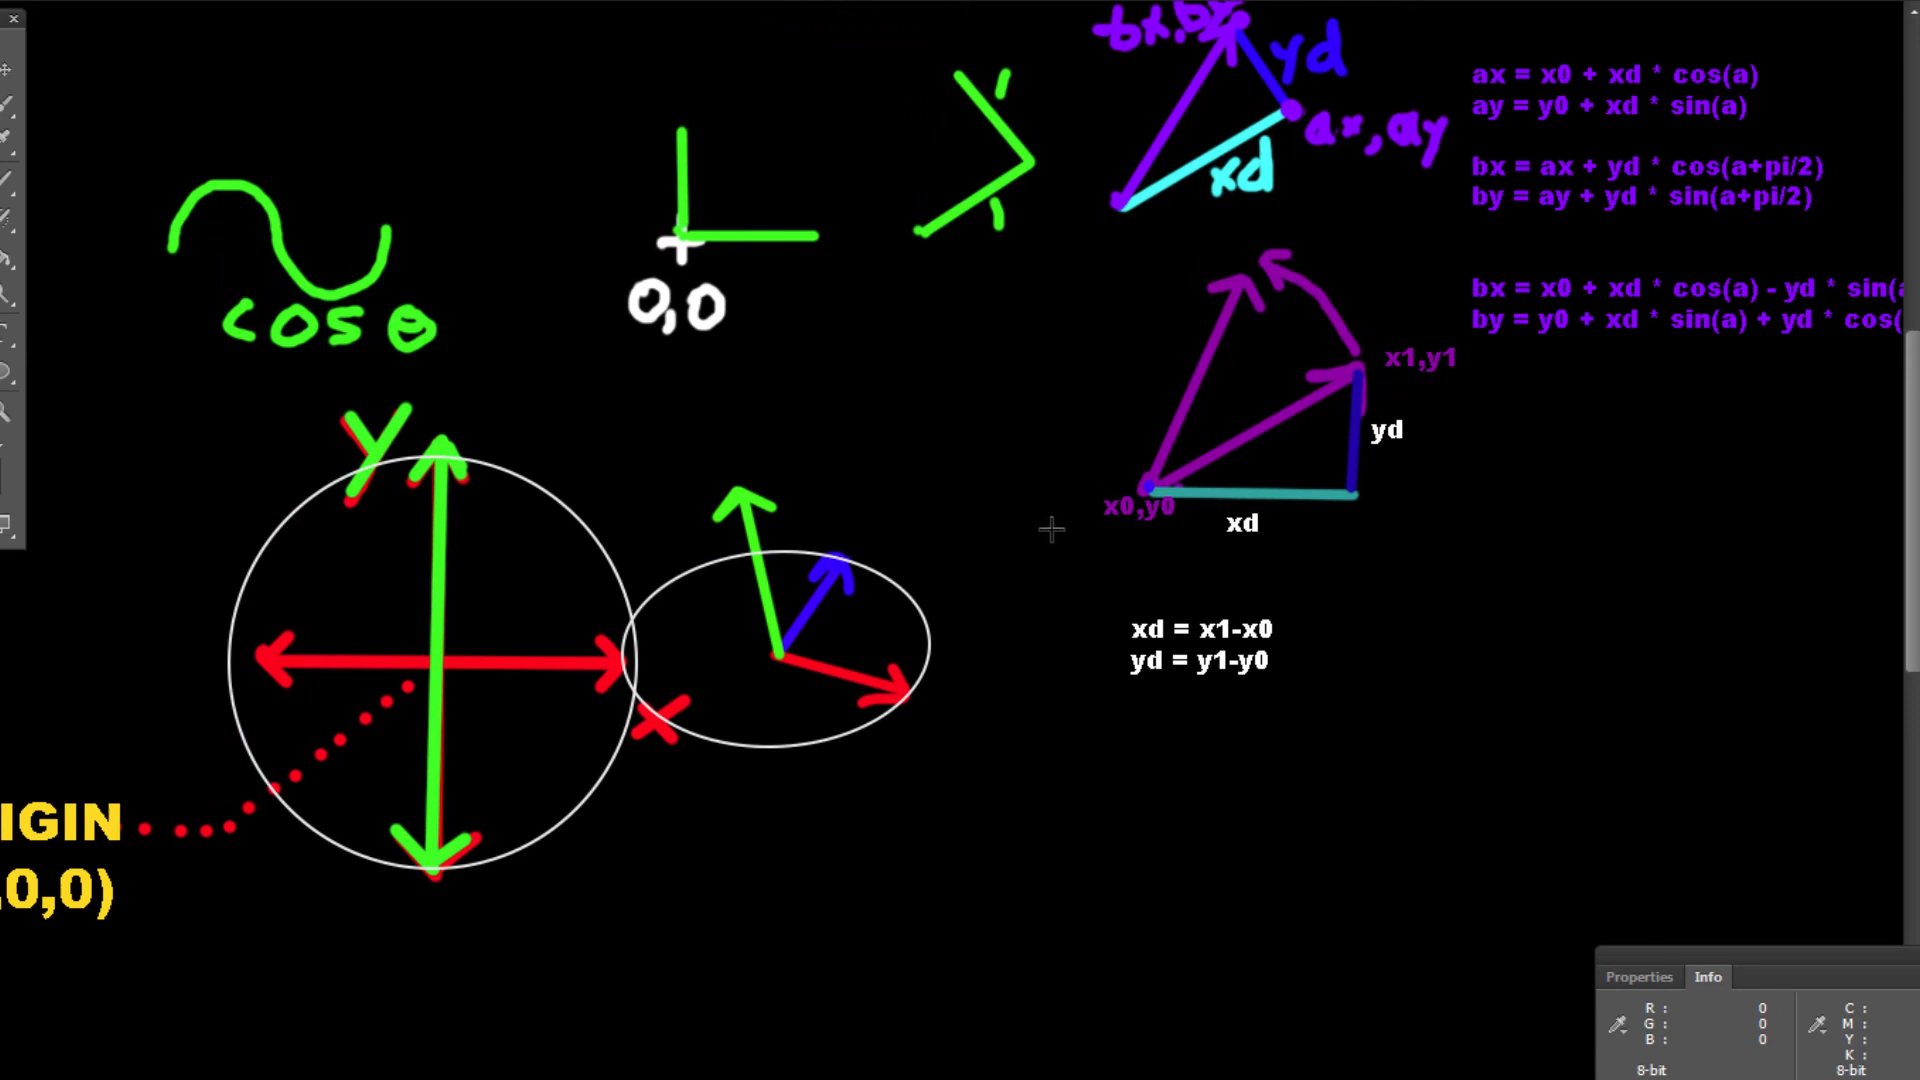 bx,by
yd
ax = x0 + xd * cos(a)
ay = y0 + xd * sin(a)
ax,ay
xd
bx = ax + yd * cos(a+pi/2)
by = ay + yd * sin(a+pi/2)
cos θ
0,0
bx = x0 + xd * cos(a) - yd * sin(a
by = y0 + xd * sin(a) + yd * cos(
x1,y1
yd
x0,y0
xd
y
x
xd = x1-x0
yd = y1-y0
IGIN
,0,0)
Properties
Info
R : 0
G : 0
B : 0
8-bit
C :
M :
Y :
K :
8-bit